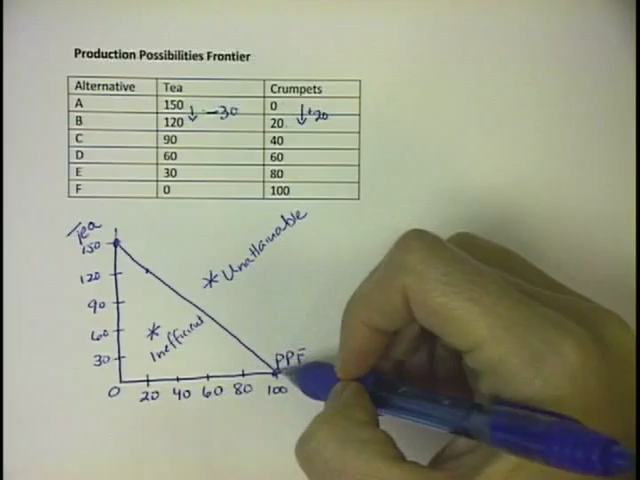 Production Possibilities Frontier
Alternative Tea Crumpets
A 150 0
B 120 ↓ -30 20 ↓ +20
C 90 40
D 60 60
E 30 80
F 0 100
Tea
150
* Unattainable
120
90
* Inefficient
60
30
PPF
0 20 40 60 80 100